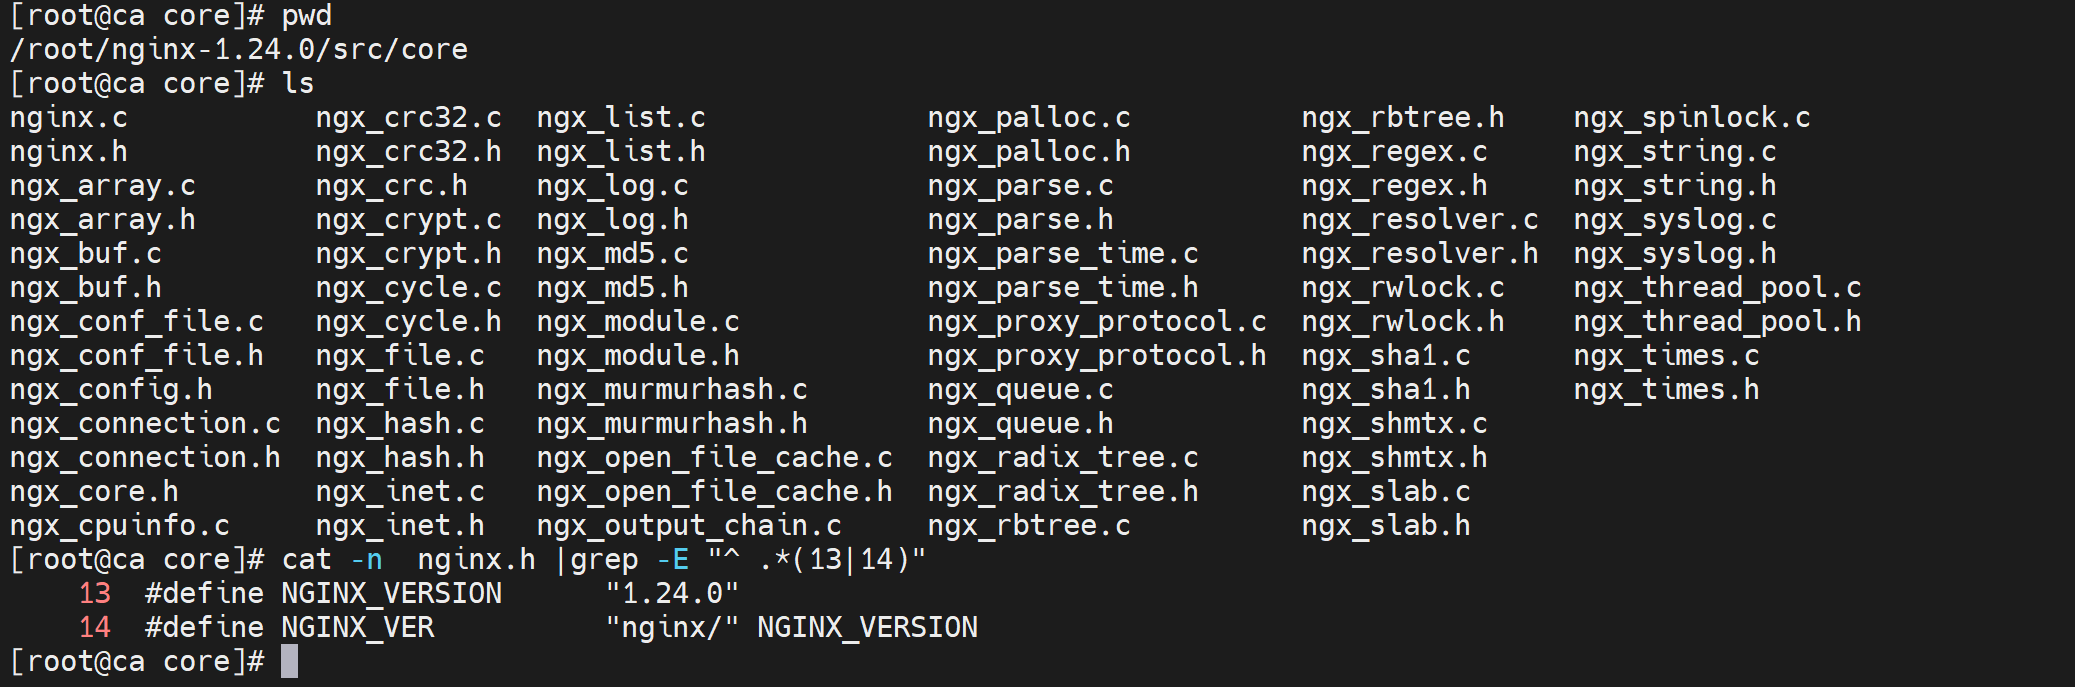 [root@ca core]# pwd
/root/nginx-1.24.0/src/core
[root@ca core]# ls
nginx.c           ngx_crc32.c  ngx_list.c             ngx_palloc.c          ngx_rbtree.h    ngx_spinlock.c
nginx.h           ngx_crc32.h  ngx_list.h             ngx_palloc.h          ngx_regex.c     ngx_string.c
ngx_array.c       ngx_crc.h    ngx_log.c              ngx_parse.c           ngx_regex.h     ngx_string.h
ngx_array.h       ngx_crypt.c  ngx_log.h              ngx_parse.h           ngx_resolver.c  ngx_syslog.c
ngx_buf.c         ngx_crypt.h  ngx_md5.c              ngx_parse_time.c      ngx_resolver.h  ngx_syslog.h
ngx_buf.h         ngx_cycle.c  ngx_md5.h              ngx_parse_time.h      ngx_rwlock.c    ngx_thread_pool.c
ngx_conf_file.c   ngx_cycle.h  ngx_module.c           ngx_proxy_protocol.c  ngx_rwlock.h    ngx_thread_pool.h
ngx_conf_file.h   ngx_file.c   ngx_module.h           ngx_proxy_protocol.h  ngx_sha1.c      ngx_times.c
ngx_config.h      ngx_file.h   ngx_murmurhash.c       ngx_queue.c           ngx_sha1.h      ngx_times.h
ngx_connection.c  ngx_hash.c   ngx_murmurhash.h       ngx_queue.h           ngx_shmtx.c
ngx_connection.h  ngx_hash.h   ngx_open_file_cache.c  ngx_radix_tree.c      ngx_shmtx.h
ngx_core.h        ngx_inet.c   ngx_open_file_cache.h  ngx_radix_tree.h      ngx_slab.c
ngx_cpuinfo.c     ngx_inet.h   ngx_output_chain.c     ngx_rbtree.c          ngx_slab.h
[root@ca core]# cat -n  nginx.h |grep -E "^ .*(13|14)"
    13  #define NGINX_VERSION      "1.24.0"
    14  #define NGINX_VER          "nginx/" NGINX_VERSION
[root@ca core]#